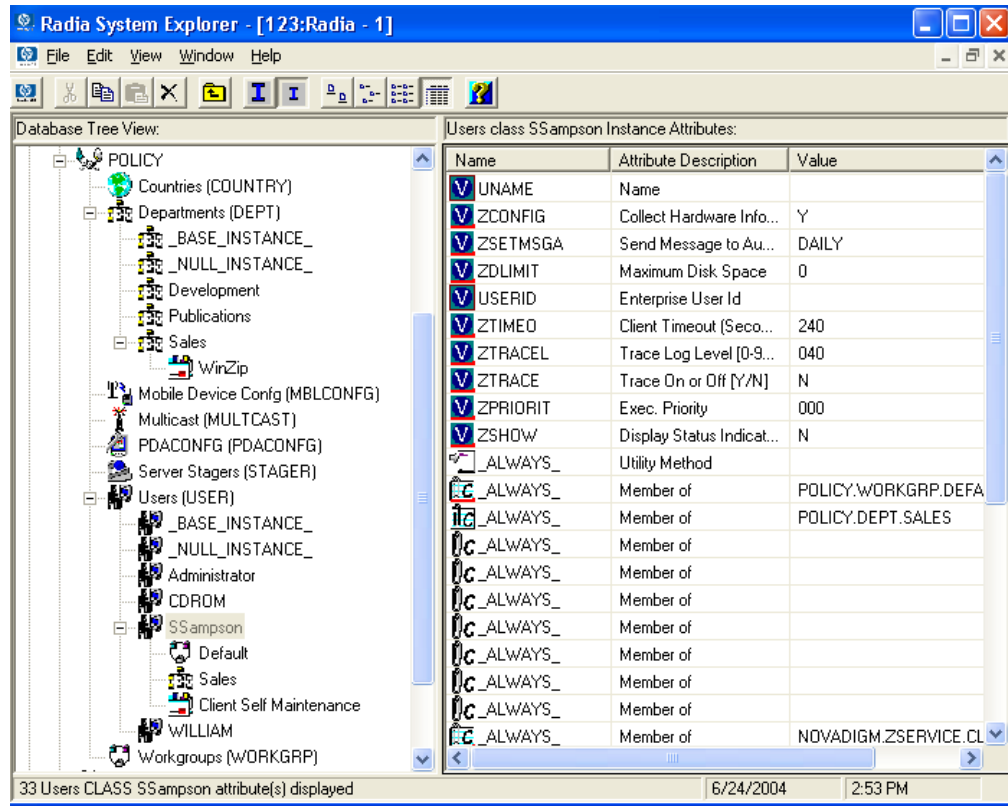 Radia System Explorer - [123:Radia - 1]
File Edit View Window Help
Database Tree View:
POLICY
Countries (COUNTRY)
Departments (DEPT)
_BASE_INSTANCE_
_NULL_INSTANCE_
Development
Publications
Sales
WinZip
Mobile Device Confg (MBLCONFG)
Multicast (MULTCAST)
PDACONFG (PDACONFG)
Server Stagers (STAGER)
Users (USER)
_BASE_INSTANCE_
_NULL_INSTANCE_
Administrator
CDROM
SSampson
Default
Sales
Client Self Maintenance
WILLIAM
Workgroups (WORKGRP)
Users class SSampson Instance Attributes:
Name Attribute Description Value
V UNAME Name
V ZCONFIG Collect Hardware Info... Y
V ZSETMSGA Send Message to Au... DAILY
V ZDLIMIT Maximum Disk Space 0
V USERID Enterprise User Id
V ZTIMEO Client Timeout (Seco... 240
V ZTRACEL Trace Log Level [0-9... 040
V ZTRACE Trace On or Off [Y/N] N
V ZPRIORIT Exec. Priority 000
V ZSHOW Display Status Indicat... N
_ALWAYS_ Utility Method
C _ALWAYS_ Member of POLICY.WORKGRP.DEFA
C _ALWAYS_ Member of POLICY.DEPT.SALES
C _ALWAYS_ Member of
C _ALWAYS_ Member of
C _ALWAYS_ Member of
C _ALWAYS_ Member of
C _ALWAYS_ Member of
C _ALWAYS_ Member of
C _ALWAYS_ Member of
C _ALWAYS_ Member of NOVADIGM.ZSERVICE.CL
33 Users CLASS SSampson attribute(s) displayed 6/24/2004 2:53 PM